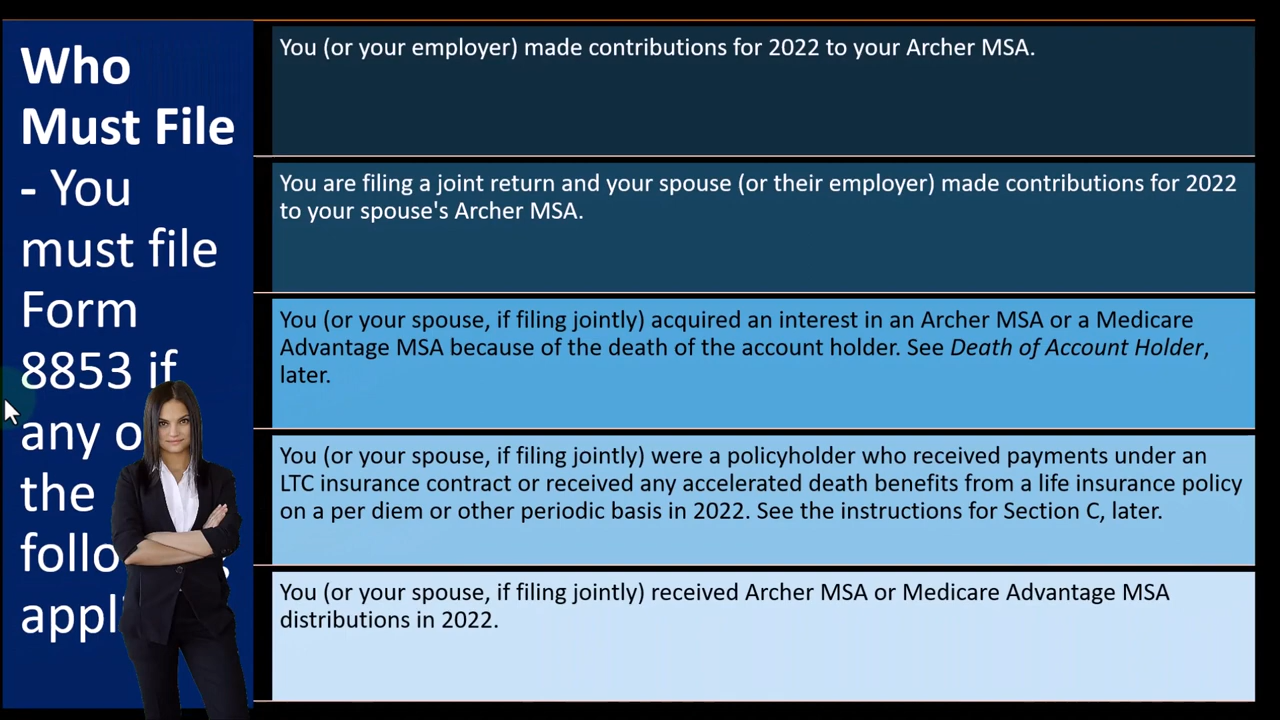 Who
Must File
- You
must file
Form
8853 if
any
the
You (or your employer) made contributions for 2022 to your Archer MSA.
You are filing a joint return and your spouse (or their employer) made contributions for 2022
to your spouse's Archer MSA.
You (or your spouse, if filing jointly) acquired an interest in an Archer MSA or a Medicare
Advantage MSA because of the death of the account holder. See Death of Account Holder,
later.
You (or your spouse, if filing jointly) were a policyholder who received payments under an
LTC insurance contract or received any accelerated death benefits from a life insurance policy
on a per diem or other periodic basis in 2022. See the instructions for Section C, later.
You (or your spouse, if filing jointly) received Archer MSA or Medicare Advantage MSA
distributions in 2022.